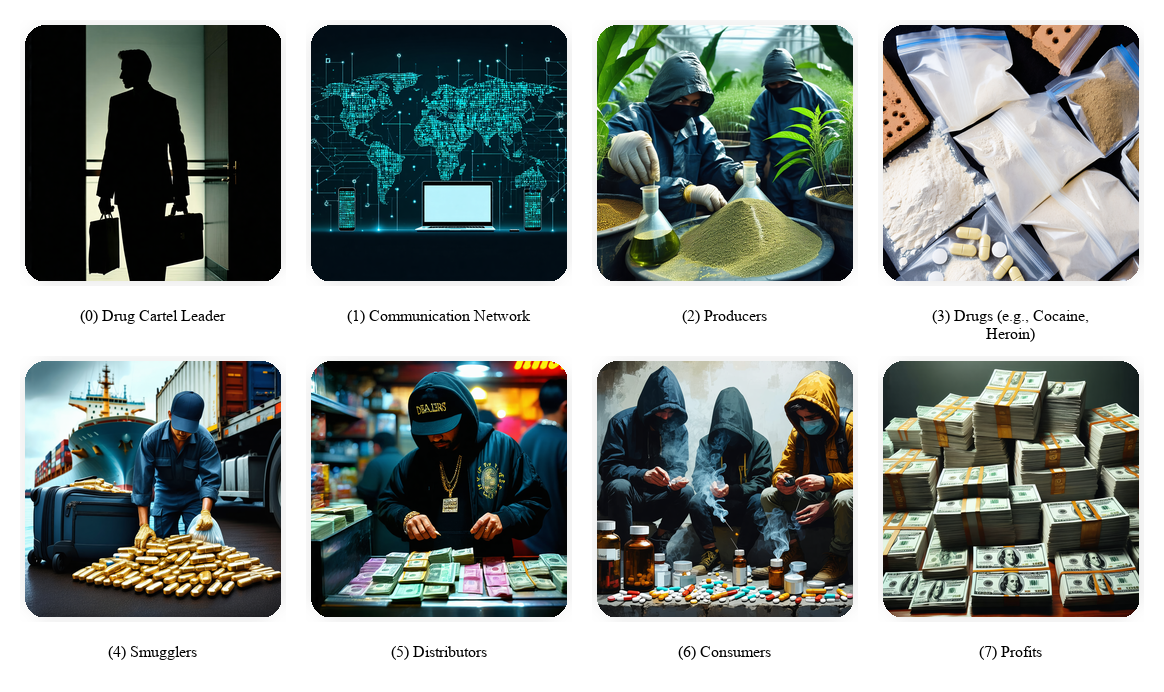 (0) Drug Cartel Leader
(1) Communication Network
(2) Producers
(3) Drugs (e.g., Cocaine,
Heroin)
DEALERS
(4) Smugglers
(5) Distributors
(6) Consumers
(7) Profits